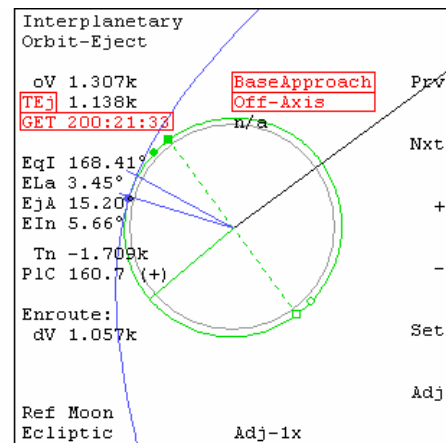 Interplanetary
Orbit-Eject
oV 1.307k
TEj 1.138k
GET 200:21:33
BaseApproach
Off-Axis
n/a
EqI 168.41°
ELa 3.45°
EjA 15.20°
EIn 5.66°
Tn -1.709k
PlC 160.7 (+)
Enroute:
dV 1.057k
Ref Moon
Ecliptic
Adj-1x
Prv
Nxt
+
-
Set
Adj